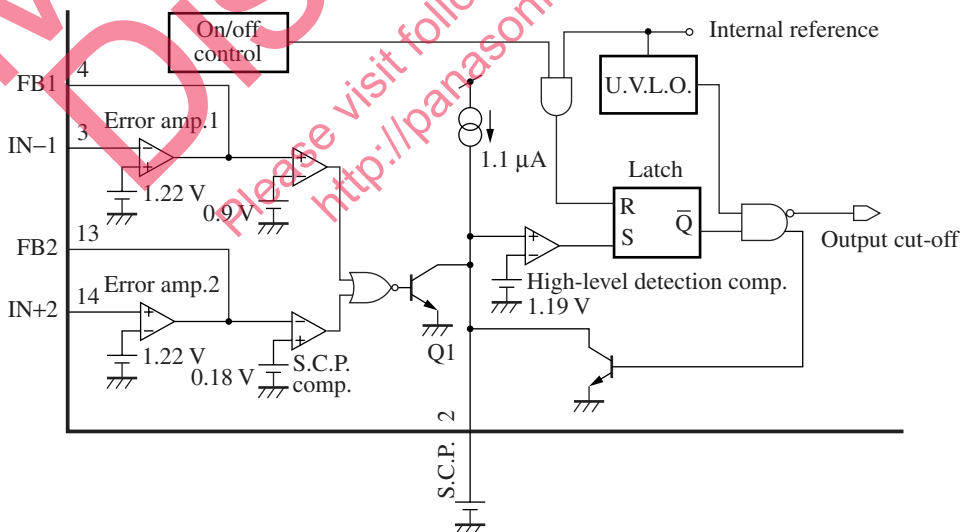 On/off
control
Internal reference
U.V.L.O.
FB1
4
Error amp.1
IN−1
3
1.22 V
0.9 V
1.1 µA
Latch
R
S
Q̅
Output cut-off
FB2
13
Error amp.2
IN+2
14
1.22 V
0.18 V
S.C.P.
comp.
Q1
High-level detection comp.
1.19 V
2
S.C.P.
Please visit follo
http://panason